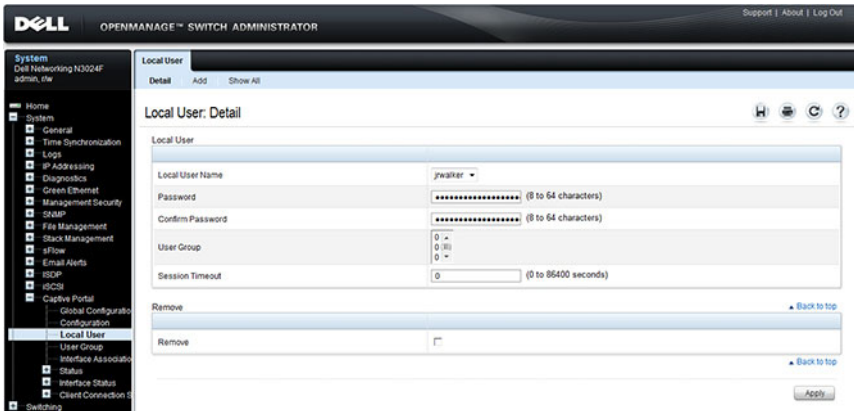 Support | About | Log Out
DELL OPENMANAGE™ SWITCH ADMINISTRATOR
System
Dell Networking N3024F
admin, r/w
Home
System
General
Time Synchronization
Logs
IP Addressing
Diagnostics
Green Ethernet
Management Security
SNMP
File Management
Stack Management
sFlow
Email Alerts
ISDP
iSCSI
Captive Portal
Global Configuratio
Configuration
Local User
User Group
Interface Associatio
Status
Interface Status
Client Connection S
Switching
Local User
Detail Add Show All
Local User: Detail
Local User
Local User Name jrwalker
Password (8 to 64 characters)
Confirm Password (8 to 64 characters)
User Group 0
0
0
Session Timeout 0 (0 to 86400 seconds)
Remove Back to top
Remove
Back to top
Apply